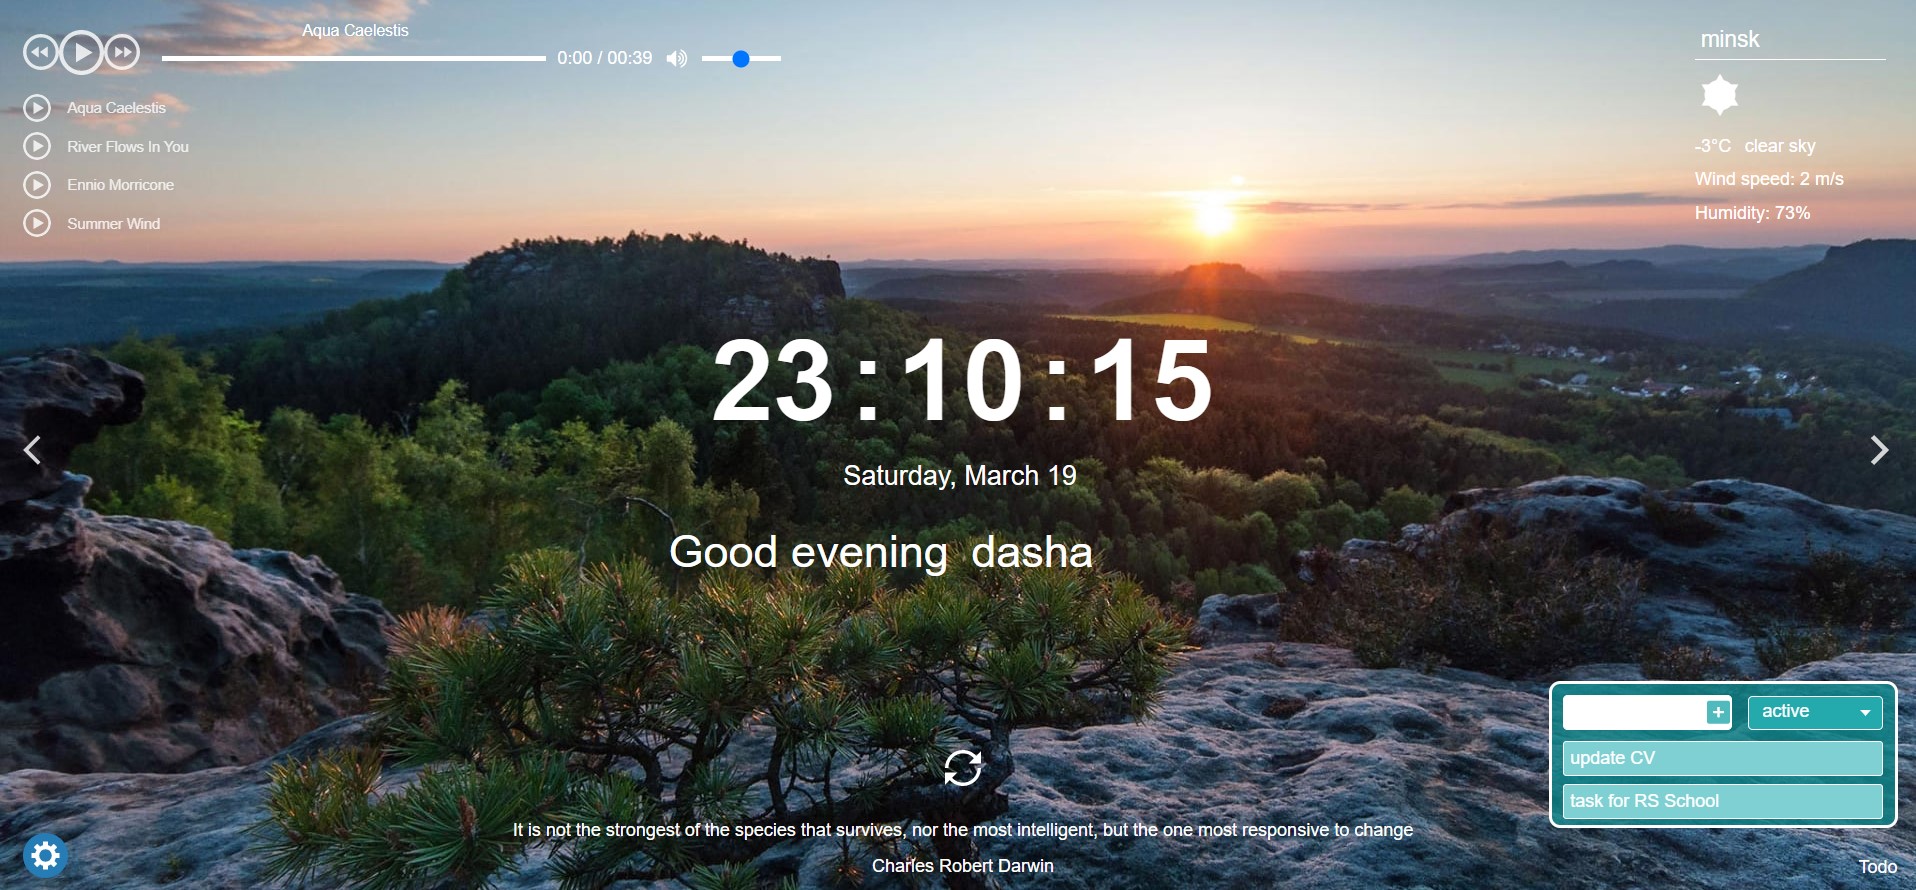 Aqua Caelestis
0:00 / 00:39
Aqua Caelestis
River Flows In You
Ennio Morricone
Summer Wind
minsk
-3°C clear sky
Wind speed: 2 m/s
Humidity: 73%
23:10:15
Saturday, March 19
Good evening dasha
active
update CV
task for RS School
It is not the strongest of the species that survives, nor the most intelligent, but the one most responsive to change
Charles Robert Darwin
Todo